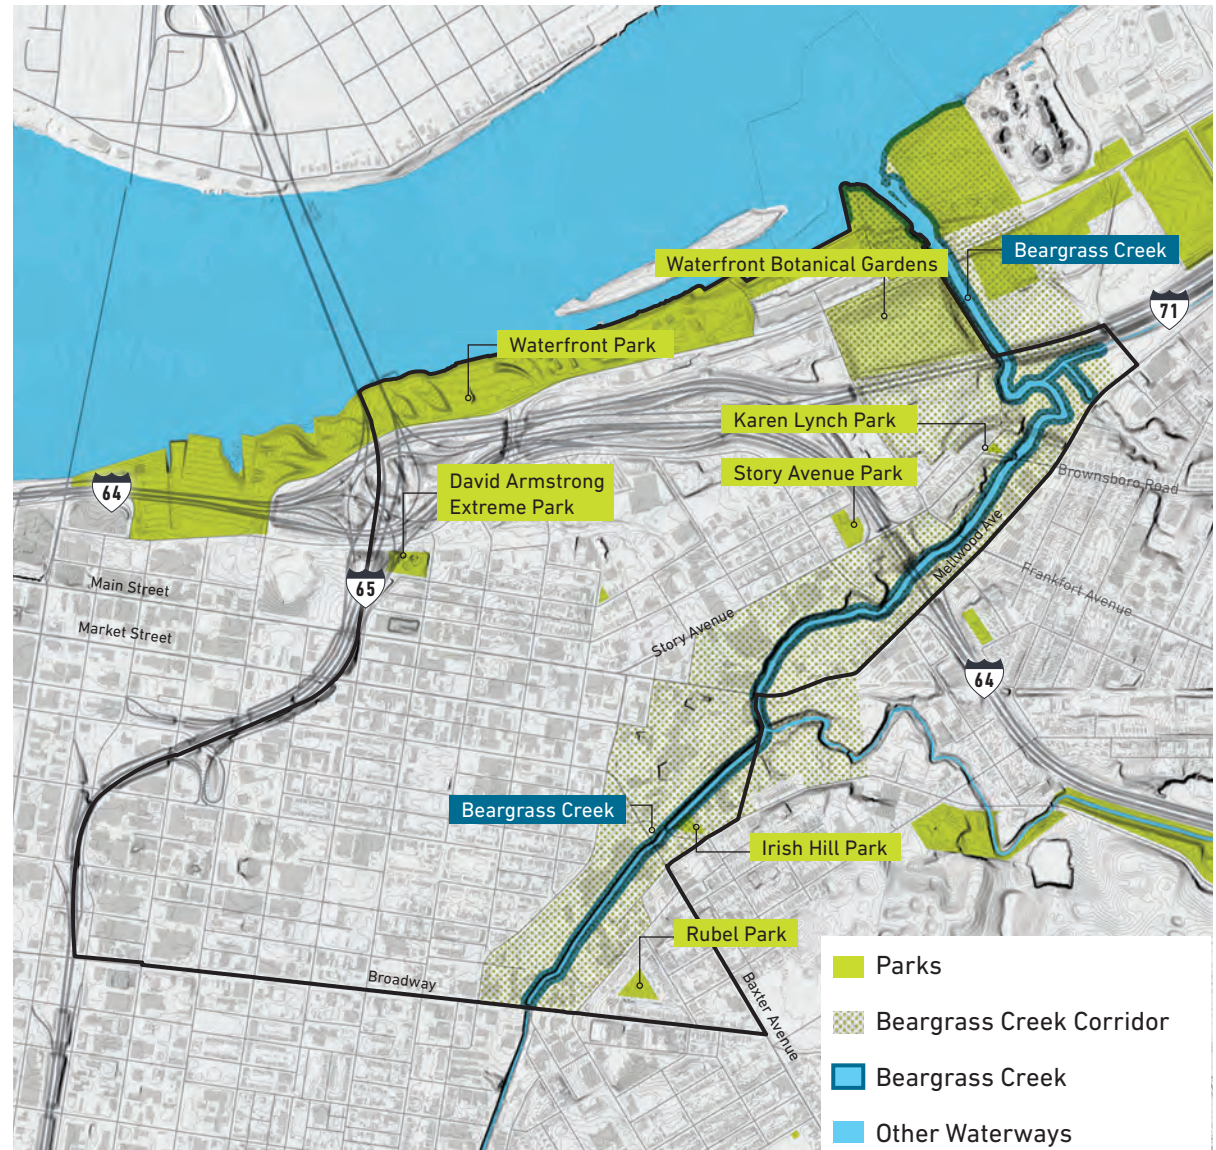 Beargrass Creek
Waterfront Botanical Gardens
71
Waterfront Park
Karen Lynch Park
Story Avenue Park
Brownsboro Road
David Armstrong
Extreme Park
64
Mellwood Ave
Main Street
65
Frankfort Avenue
Market Street
Story Avenue
64
Beargrass Creek
Irish Hill Park
Rubel Park
Broadway
Baxter Avenue
Parks
Beargrass Creek Corridor
Beargrass Creek
Other Waterways